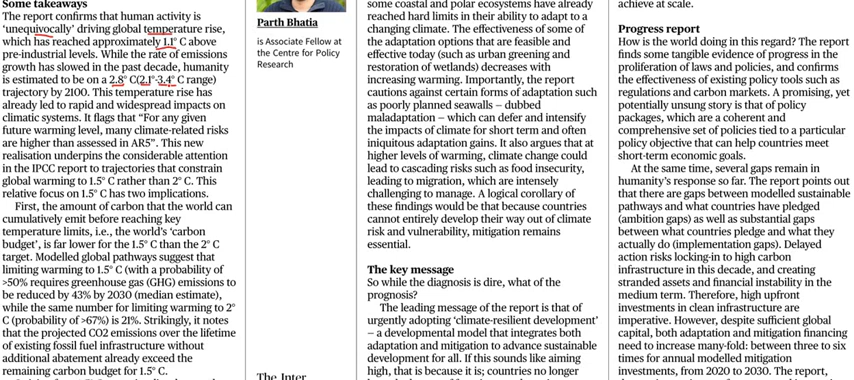 Some takeaways
The report confirms that human activity is
‘unequivocally’ driving global temperature rise,
which has reached approximately 1.1° C above
pre-industrial levels. While the rate of emissions
growth has slowed in the past decade, humanity
is estimated to be on a 2.8° C(2.1°-3.4° C range)
trajectory by 2100. This temperature rise has
already led to rapid and widespread impacts on
climatic systems. It flags that “For any given
future warming level, many climate-related risks
are higher than assessed in AR5”. This new
realisation underpins the considerable attention
in the IPCC report to trajectories that constrain
global warming to 1.5° C rather than 2° C. This
relative focus on 1.5° C has two implications.
First, the amount of carbon that the world can
cumulatively emit before reaching key
temperature limits, i.e., the world’s ‘carbon
budget’, is far lower for the 1.5° C than the 2° C
target. Modelled global pathways suggest that
limiting warming to 1.5° C (with a probability of
>50% requires greenhouse gas (GHG) emissions to
be reduced by 43% by 2030 (median estimate),
while the same number for limiting warming to 2°
C (probability of >67%) is 21%. Strikingly, it notes
that the projected CO2 emissions over the lifetime
of existing fossil fuel infrastructure without
additional abatement already exceed the
remaining carbon budget for 1.5° C.
Parth Bhatia
is Associate Fellow at
the Centre for Policy
Research
The Inter
some coastal and polar ecosystems have already
reached hard limits in their ability to adapt to a
changing climate. The effectiveness of some of
the adaptation options that are feasible and
effective today (such as urban greening and
restoration of wetlands) decreases with
increasing warming. Importantly, the report
cautions against certain forms of adaptation such
as poorly planned seawalls — dubbed
maladaptation — which can defer and intensify
the impacts of climate for short term and often
iniquitous adaptation gains. It also argues that at
higher levels of warming, climate change could
lead to cascading risks such as food insecurity,
leading to migration, which are intensely
challenging to manage. A logical corollary of
these findings would be that because countries
cannot entirely develop their way out of climate
risk and vulnerability, mitigation remains
essential.
The key message
So while the diagnosis is dire, what of the
prognosis?
The leading message of the report is that of
urgently adopting ‘climate-resilient development’
— a developmental model that integrates both
adaptation and mitigation to advance sustainable
development for all. If this sounds like aiming
high, that is because it is; countries no longer
achieve at scale.
Progress report
How is the world doing in this regard? The report
finds some tangible evidence of progress in the
proliferation of laws and policies, and confirms
the effectiveness of existing policy tools such as
regulations and carbon markets. A promising, yet
potentially unsung story is that of policy
packages, which are a coherent and
comprehensive set of policies tied to a particular
policy objective that can help countries meet
short-term economic goals.
At the same time, several gaps remain in
humanity’s response so far. The report points out
that there are gaps between modelled sustainable
pathways and what countries have pledged
(ambition gaps) as well as substantial gaps
between what countries pledge and what they
actually do (implementation gaps). Delayed
action risks locking-in to high carbon
infrastructure in this decade, and creating
stranded assets and financial instability in the
medium term. Therefore, high upfront
investments in clean infrastructure are
imperative. However, despite sufficient global
capital, both adaptation and mitigation financing
need to increase many-fold: between three to six
times for annual modelled mitigation
investments, from 2020 to 2030. The report,